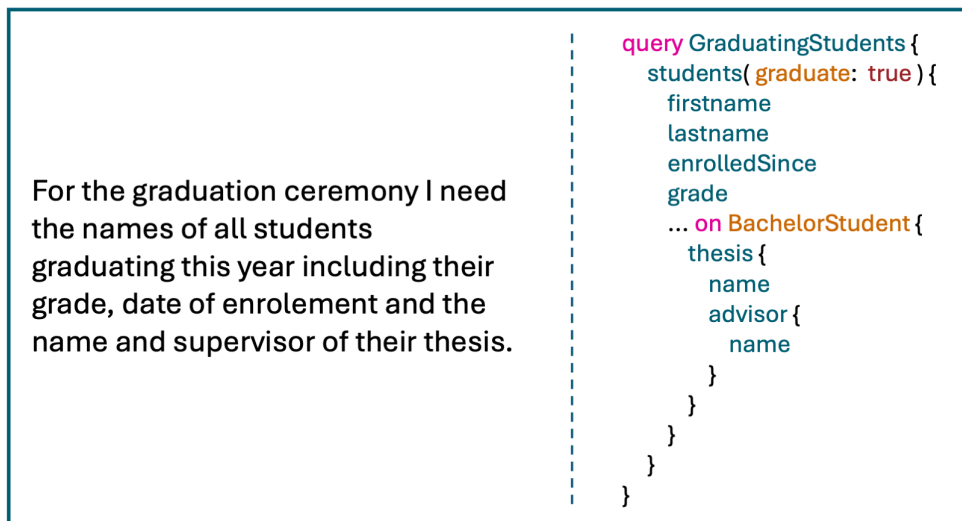 For the graduation ceremony I need
the names of all students
graduating this year including their
grade, date of enrolement and the
name and supervisor of their thesis.
query GraduatingStudents {
students( graduate: true ) {
firstname
lastname
enrolledSince
grade
... on BachelorStudent {
thesis {
name
advisor {
name
}
}
}
}
}